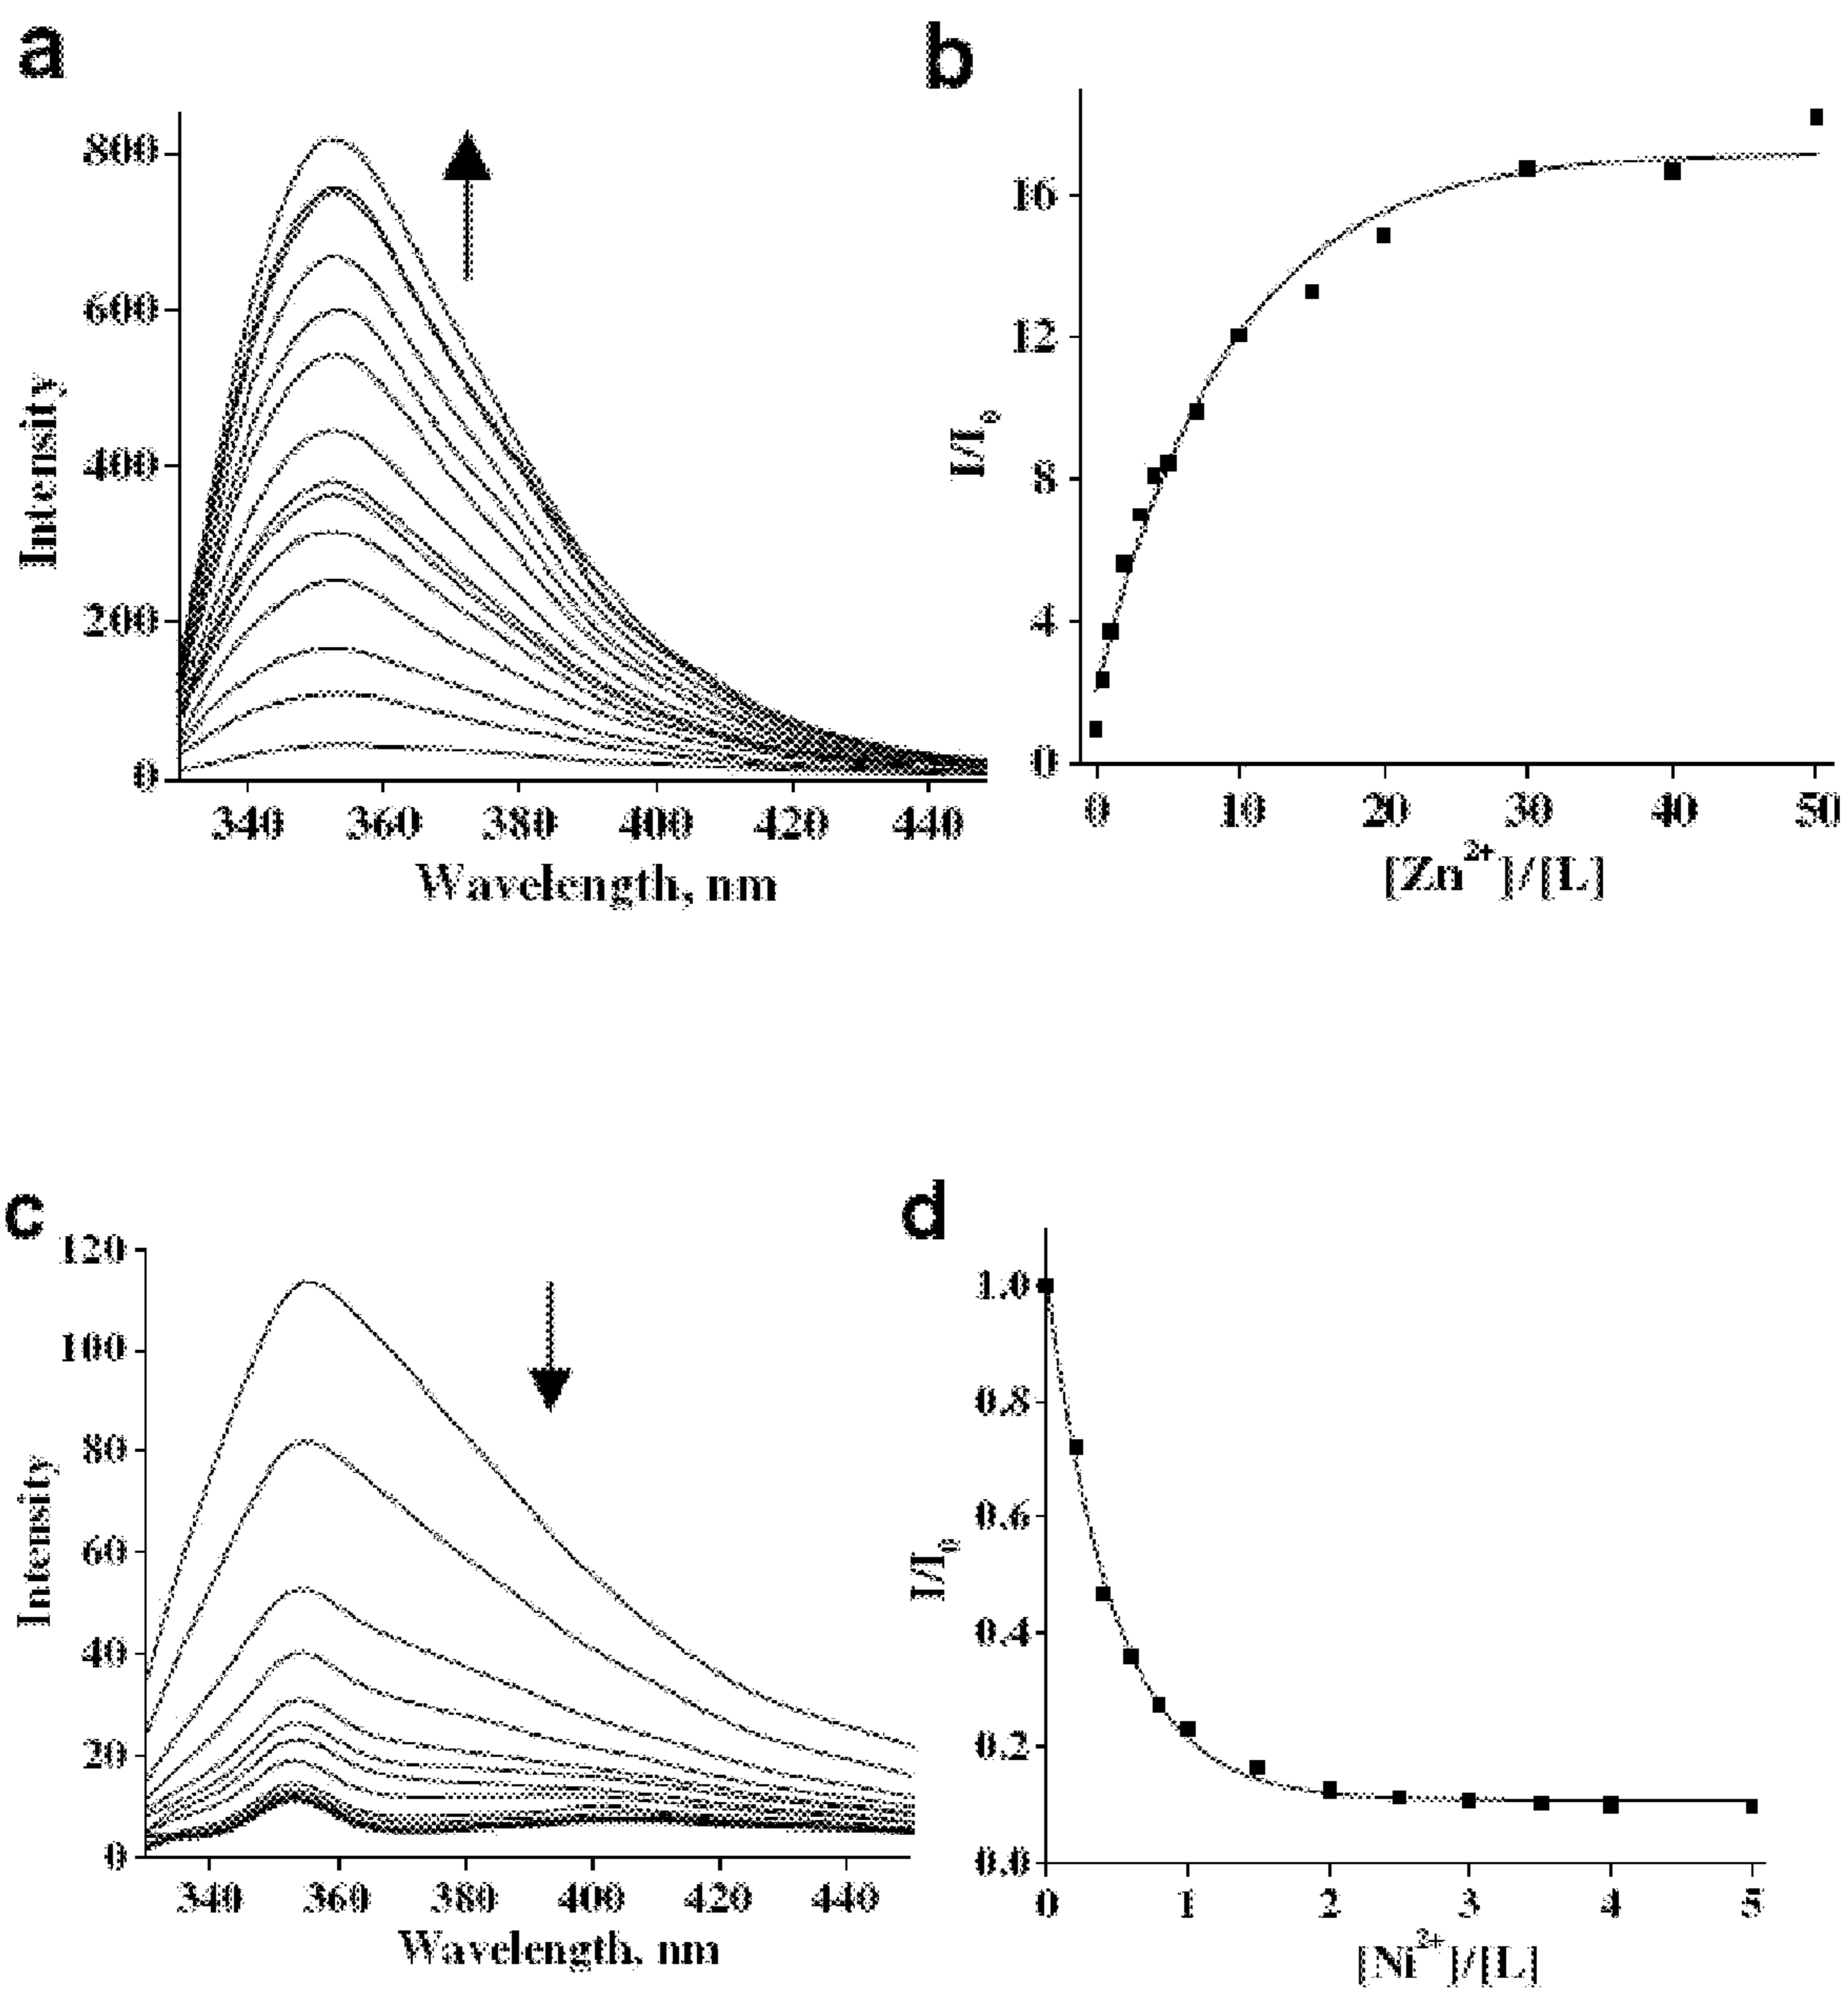 a
800
600
400
200
0
Intensity
340 360 380 400 420 440
Wavelength, nm
b
16
12
8
4
0
I/I0
0 10 20 30 40 50
[Zn2+]/[L]
c
120
100
80
60
40
20
0
Intensity
340 360 380 400 420 440
Wavelength, nm
d
1.0
0.8
0.6
0.4
0.2
0.0
I/I0
0 1 2 3 4 5
[Ni2+]/[L]